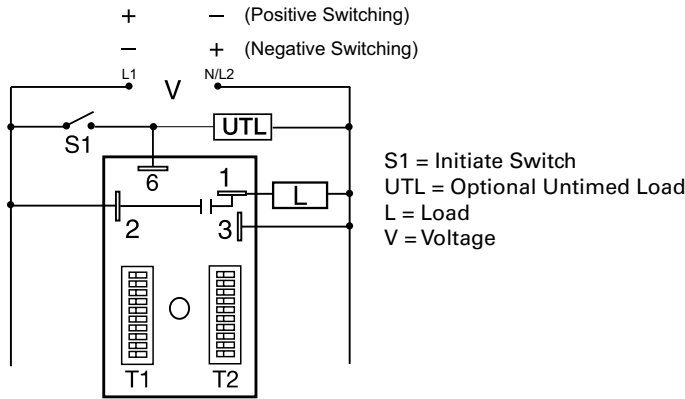 + – (Positive Switching)
– + (Negative Switching)
L1 V N/L2
S1 UTL
6 1 L
2 3
T1 T2
S1 = Initiate Switch
UTL = Optional Untimed Load
L = Load
V = Voltage